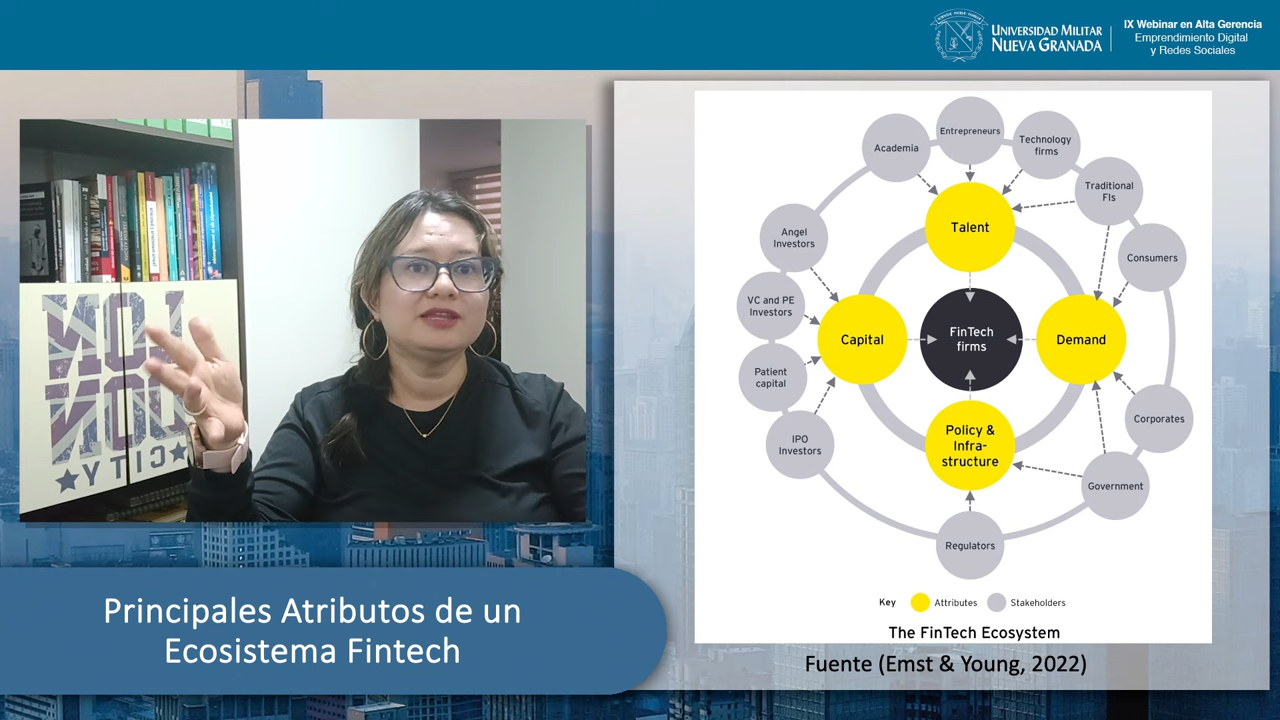 UNIVERSIDAD MILITAR
NUEVA GRANADA
IX Webinar en Alta Gerencia
Emprendimiento Digital
y Redes Sociales
LON
DON
CITY
Principales Atributos de un
Ecosistema Fintech
Entrepreneurs
Academia
Technology
firms
Traditional
FIs
Talent
Angel
Investors
Consumers
VC and PE
Investors
Capital
FinTech
firms
Demand
Patient
capital
Corporates
IPO
Investors
Policy &
Infra-
structure
Government
Regulators
Key
Attributes
Stakeholders
The FinTech Ecosystem
Fuente (Emst & Young, 2022)